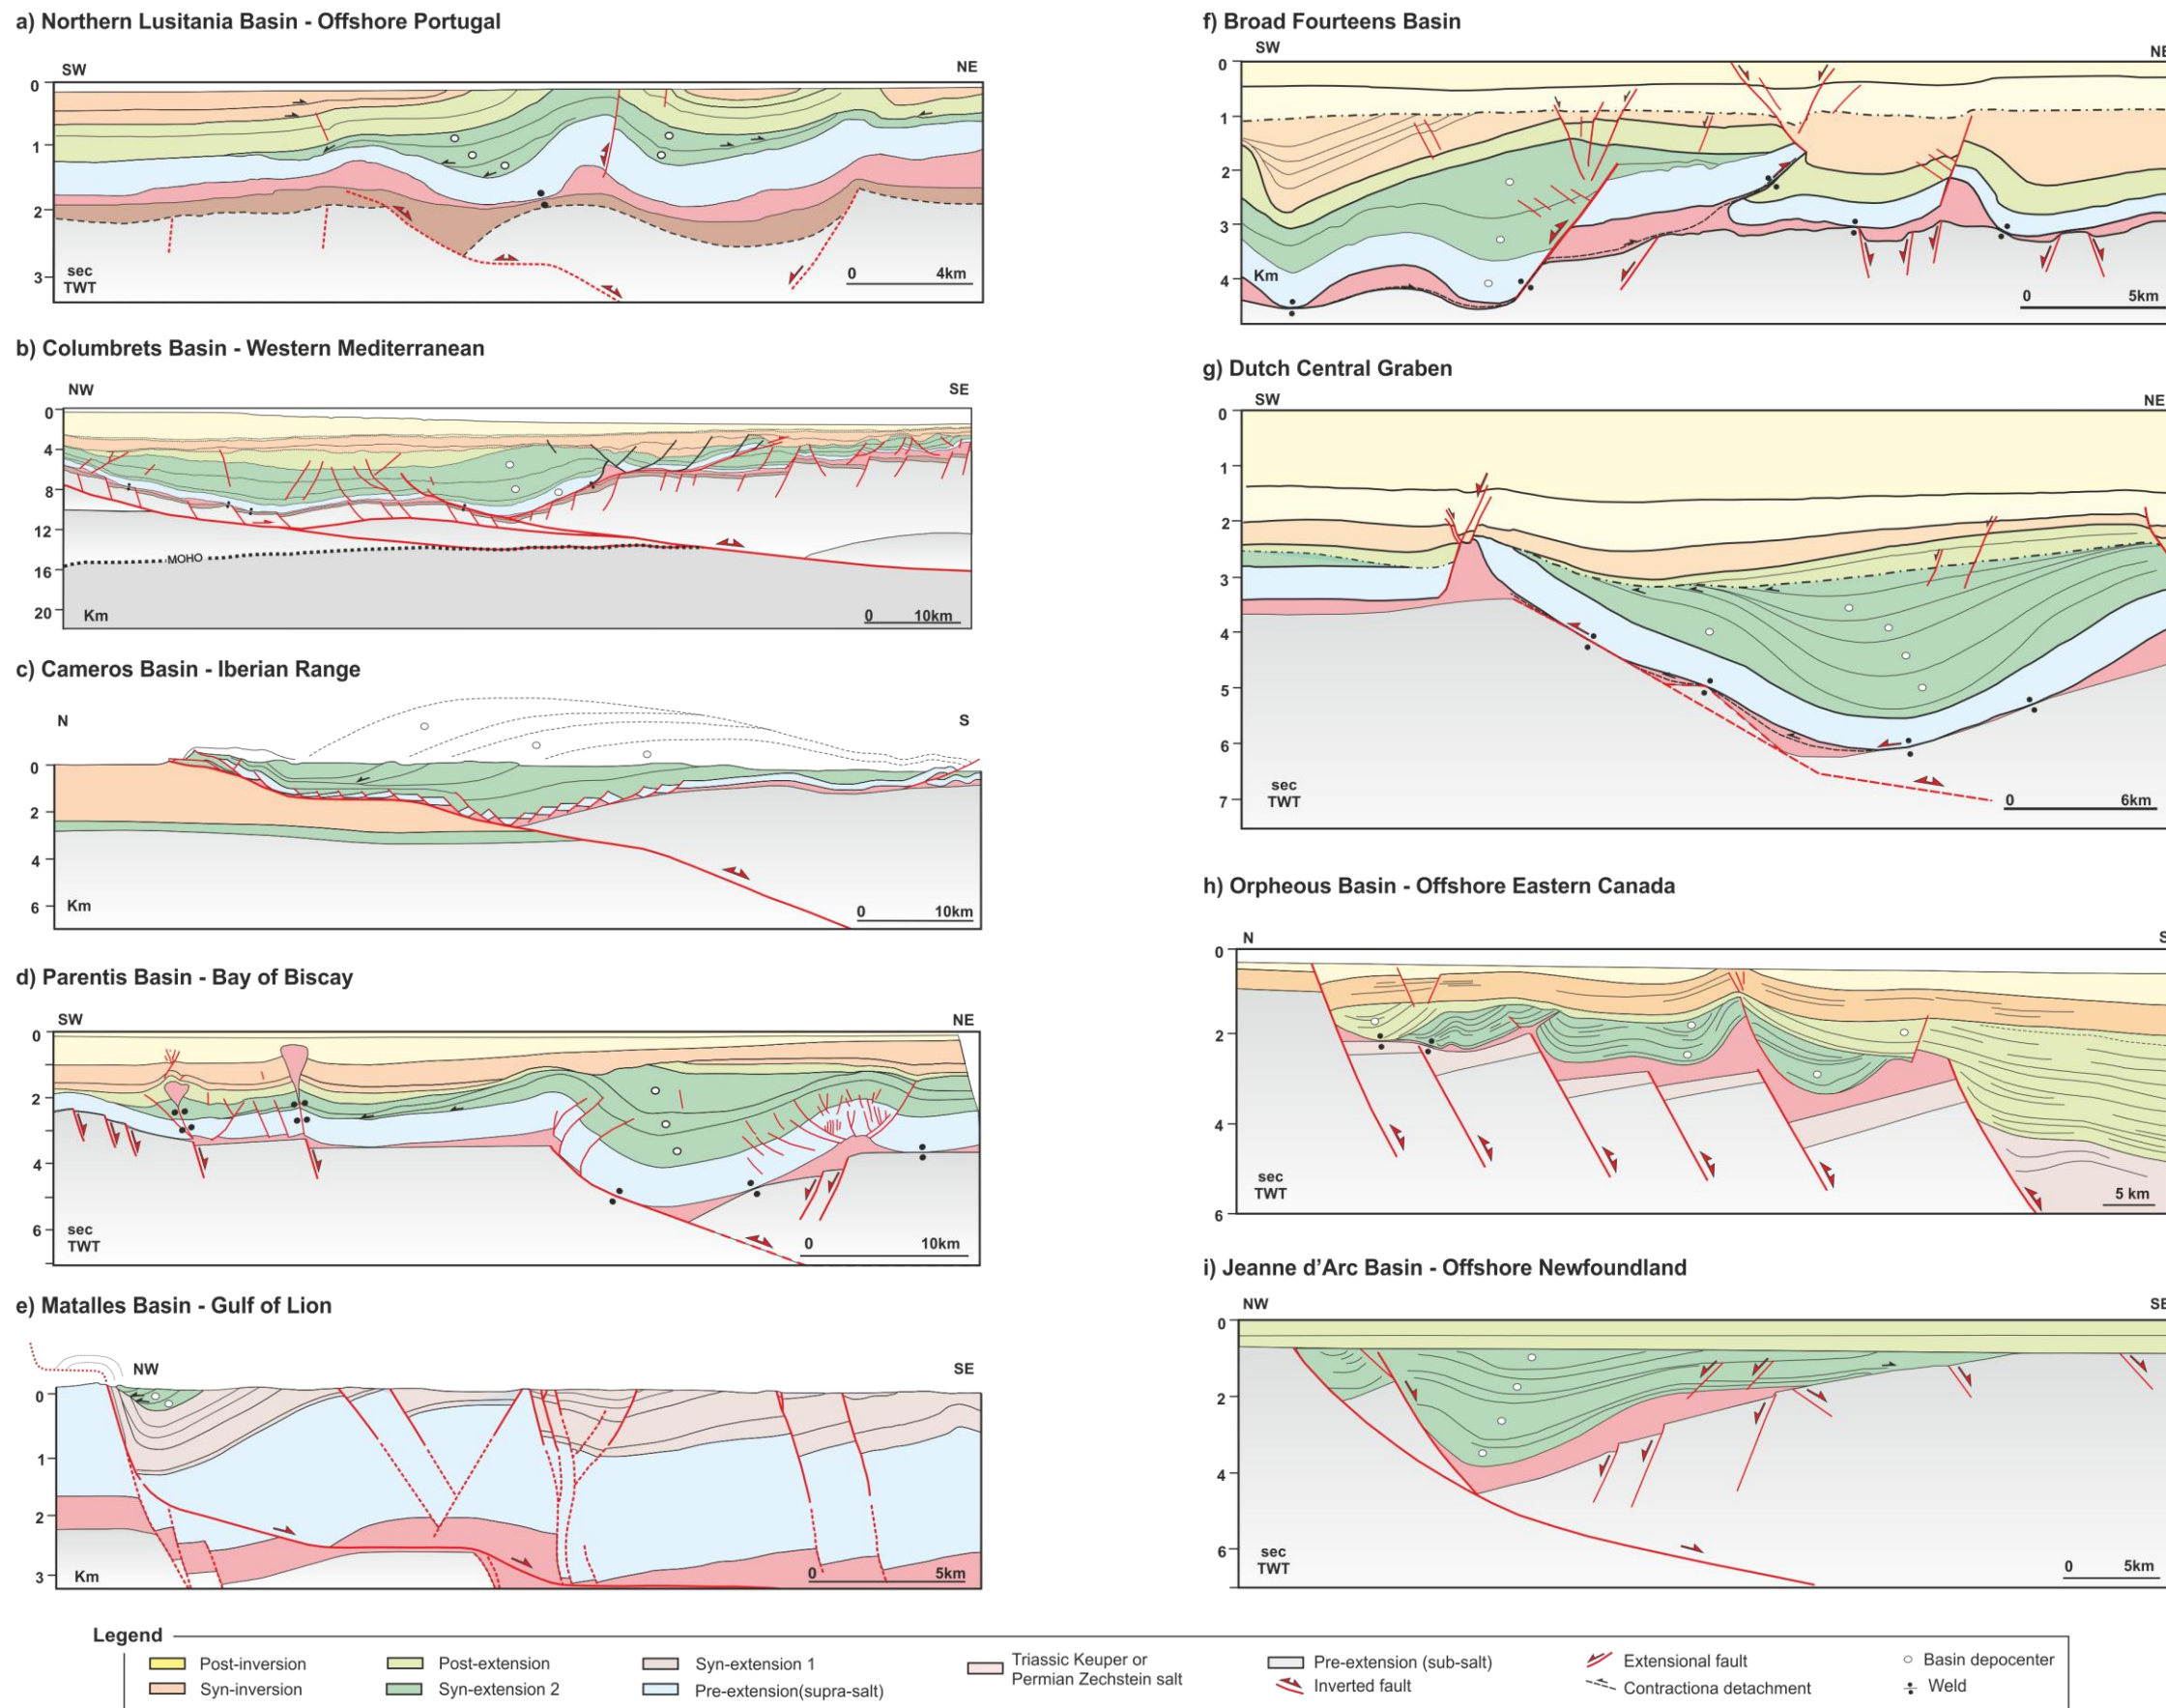 a) Northern Lusitania Basin - Offshore Portugal
SW
NE
0
1
2
3
sec
TWT
0 4km
b) Columbrets Basin - Western Mediterranean
NW
SE
0
4
8
12
16
20
MOHO
Km
0 10km
c) Cameros Basin - Iberian Range
N
S
0
2
4
6
Km
0 10km
d) Parentis Basin - Bay of Biscay
SW
NE
0
2
4
6
sec
TWT
0 10km
e) Matalles Basin - Gulf of Lion
NW
SE
0
1
2
3
Km
0 5km
f) Broad Fourteens Basin
SW
NE
0
1
2
3
4
Km
0 5km
g) Dutch Central Graben
SW
NE
0
1
2
3
4
5
6
7
sec
TWT
0 6km
h) Orpheous Basin - Offshore Eastern Canada
N
S
0
2
4
6
sec
TWT
5 km
i) Jeanne d'Arc Basin - Offshore Newfoundland
NW
SE
0
2
4
6
sec
TWT
0 5km
Legend
Post-inversion
Syn-inversion
Post-extension
Syn-extension 2
Syn-extension 1
Pre-extension(supra-salt)
Triassic Keuper or
Permian Zechstein salt
Pre-extension (sub-salt)
Inverted fault
Extensional fault
Contractiona detachment
Basin depocenter
Weld